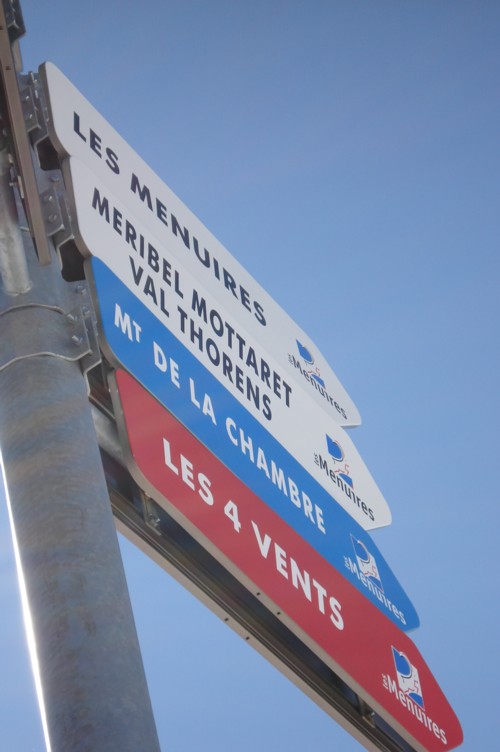 LES MENUIRES
Les Menuires
MERIBEL MOTTARET
VAL THORENS
Les Menuires
MT DE LA CHAMBRE
Les Menuires
LES 4 VENTS
Les Menuires